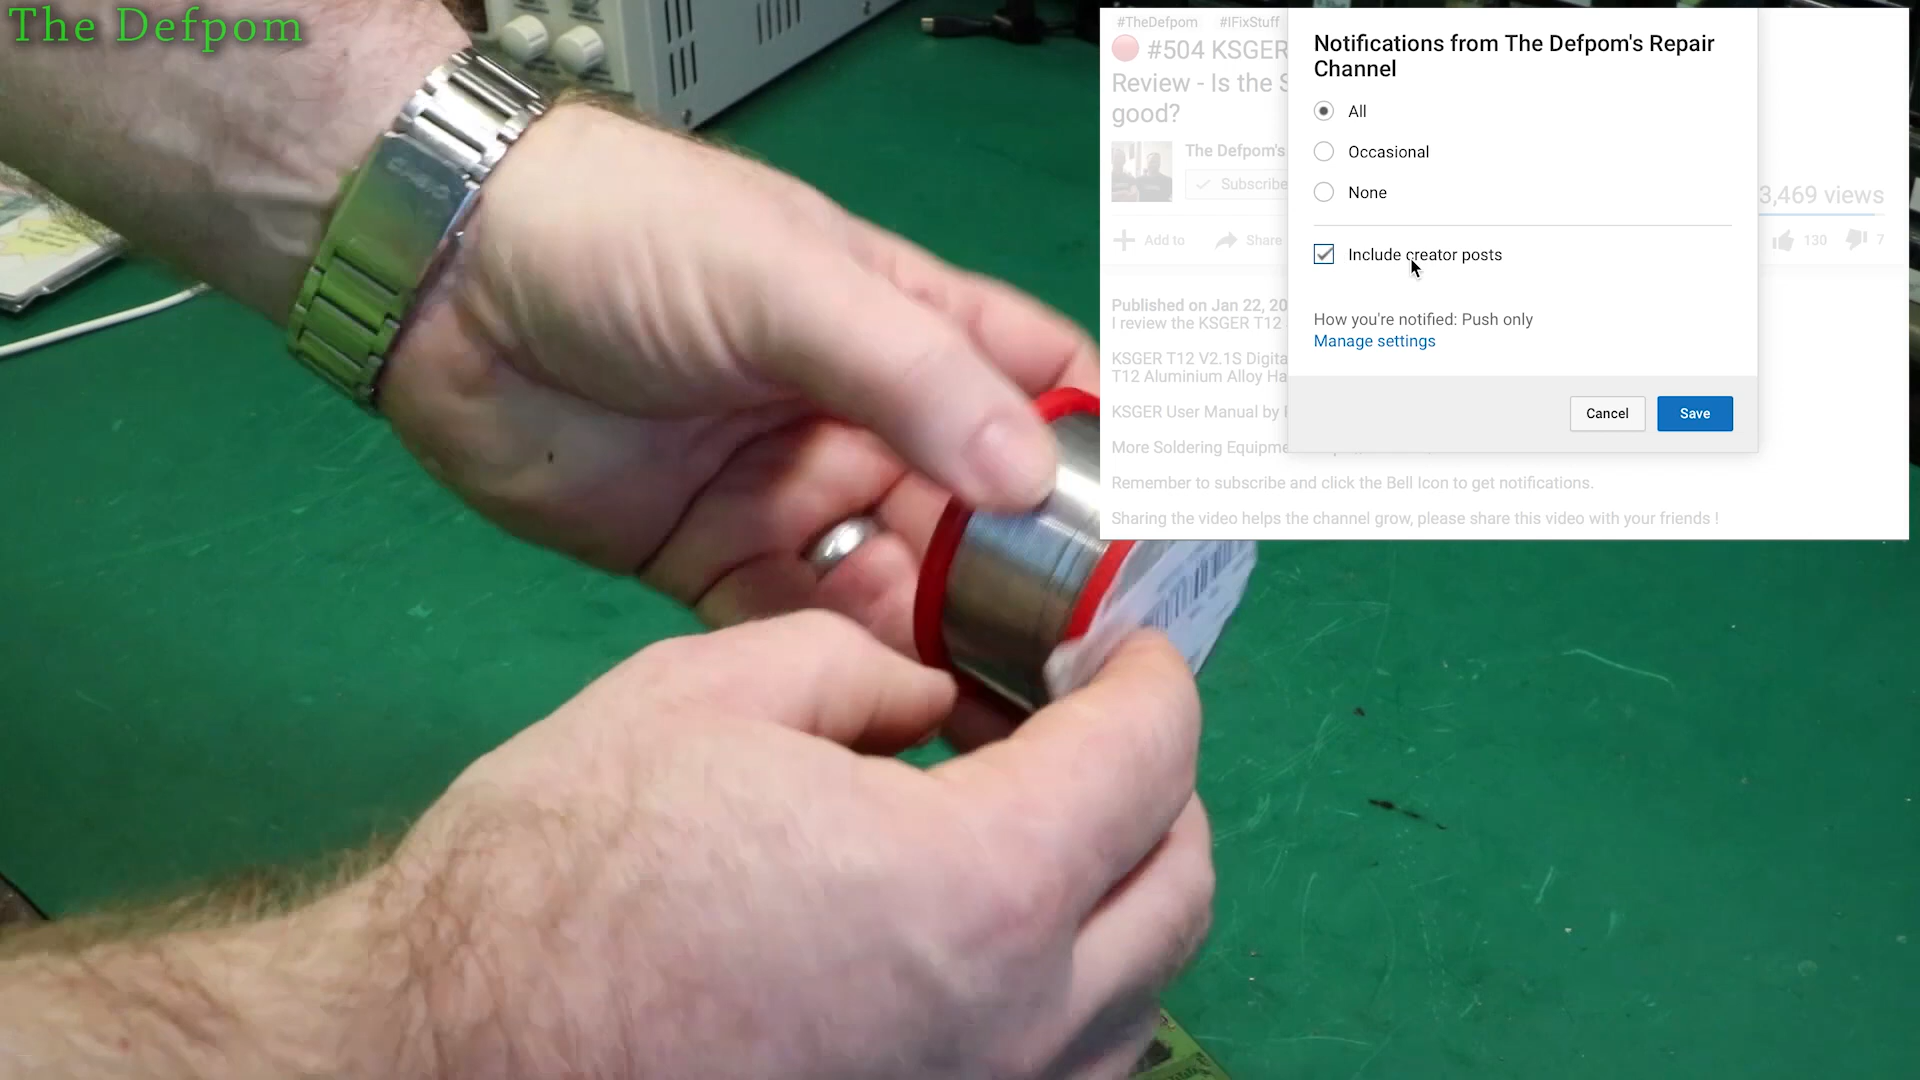 The Defpom
#TheDefpom #IFixStuff
#504 KSGER
Review - Is the S
good?
The Defpom's
Subscribe
3,469 views
Add to Share
130 7
Published on Jan 22, 20
I review the KSGER T12
KSGER T12 V2.1S Digita
T12 Aluminium Alloy Ha
KSGER User Manual by
More Soldering Equipme
Remember to subscribe and click the Bell Icon to get notifications.
Sharing the video helps the channel grow, please share this video with your friends !
Notifications from The Defpom's Repair
Channel
All
Occasional
None
Include creator posts
How you're notified: Push only
Manage settings
Cancel Save